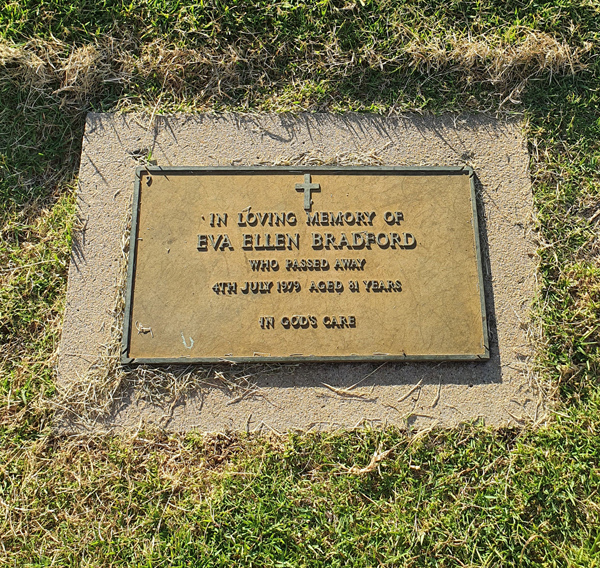 IN LOVING MEMORY OF
EVA ELLEN BRADFORD
WHO PASSED AWAY
4TH JULY 1979 AGED 81 YEARS
IN GOD'S CARE